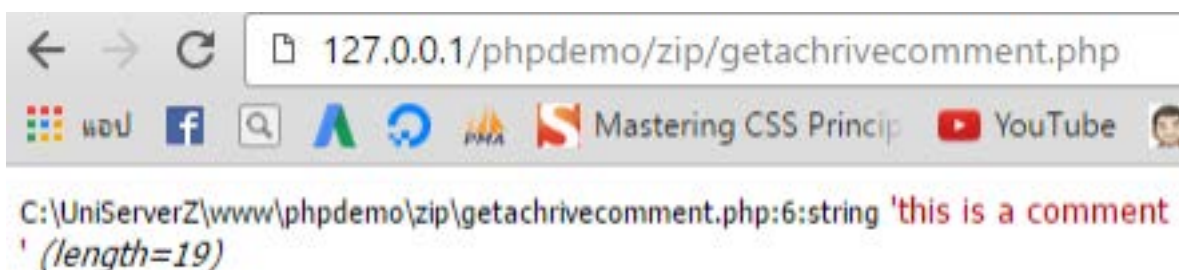 127.0.0.1/phpdemo/zip/getachrivecomment.php
แอป PMA Mastering CSS Princip YouTube
C:\UniServerZ\www\phpdemo\zip\getachrivecomment.php:6:string 'this is a comment
' (length=19)